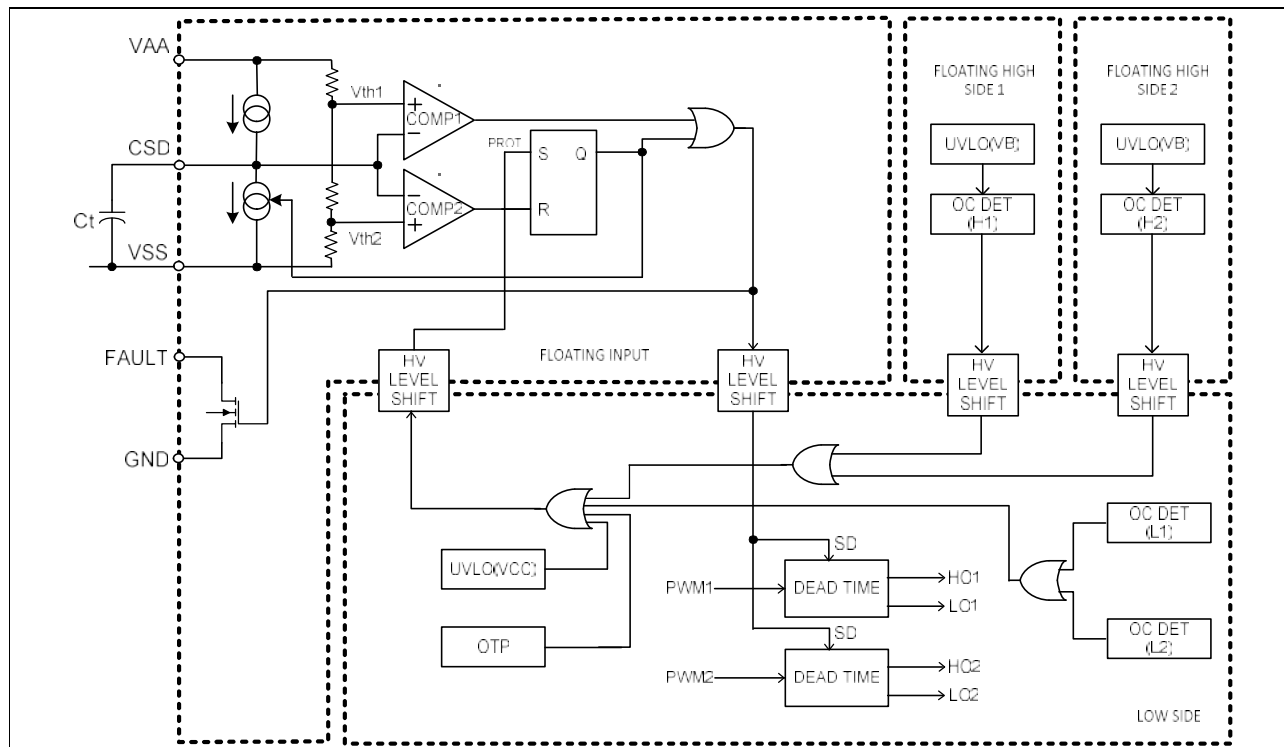 VAA
Vth1
COMP1
CSD
PROT
S
Q
R
COMP2
Vth2
Ct
VSS
FAULT
GND
HV
LEVEL
SHIFT
FLOATING INPUT
HV
LEVEL
SHIFT
FLOATING HIGH
SIDE 1
UVLO(VB)
OC DET
(H1)
HV
LEVEL
SHIFT
FLOATING HIGH
SIDE 2
UVLO(VB)
OC DET
(H2)
HV
LEVEL
SHIFT
UVLO(VCC)
OTP
SD
PWM1
DEAD TIME
HO1
LO1
SD
PWM2
DEAD TIME
HO2
LO2
OC DET
(L1)
OC DET
(L2)
LOW SIDE